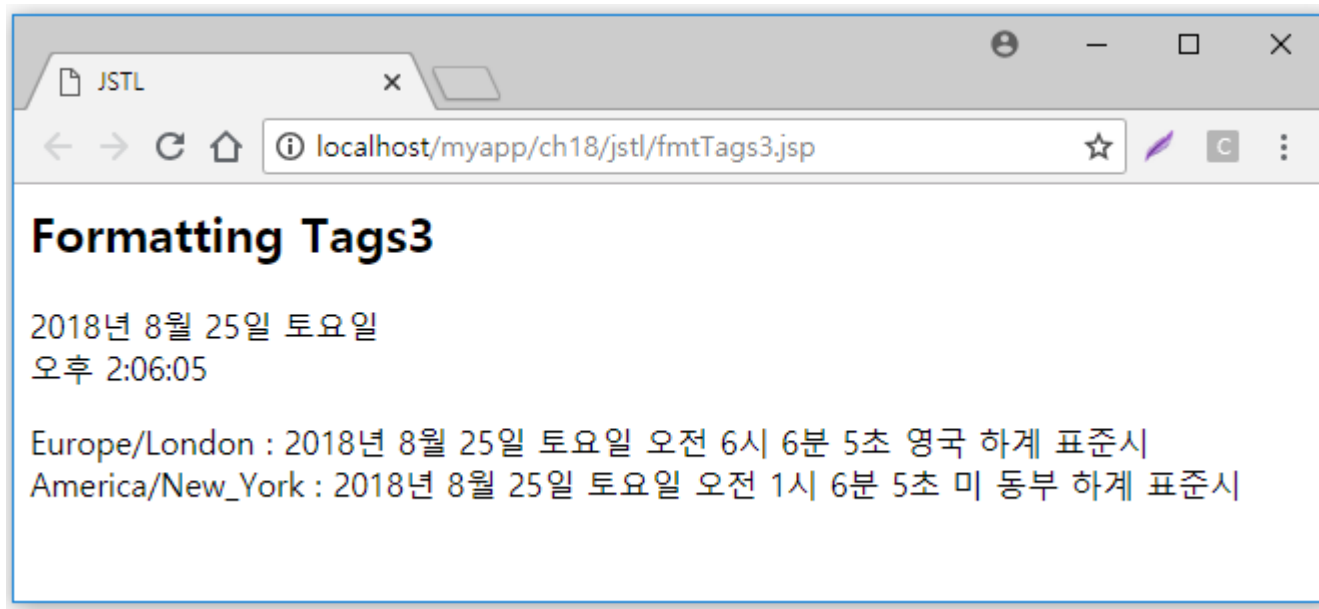 JSTL
localhost/myapp/ch18/jstl/fmtTags3.jsp
C
Formatting Tags3
2018년 8월 25일 토요일
오후 2:06:05
Europe/London : 2018년 8월 25일 토요일 오전 6시 6분 5초 영국 하계 표준시
America/New_York : 2018년 8월 25일 토요일 오전 1시 6분 5초 미 동부 하계 표준시